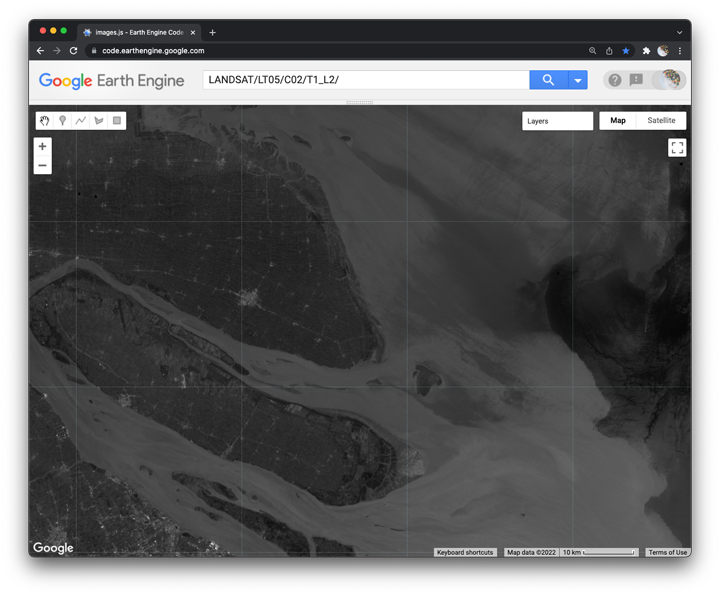 images.js - Earth Engine Code
code.earthengine.google.com
Google Earth Engine
LANDSAT/LT05/C02/T1_L2/
Layers
Map
Satellite
Google
Keyboard shortcuts
Map data ©2022
10 km
Terms of Use